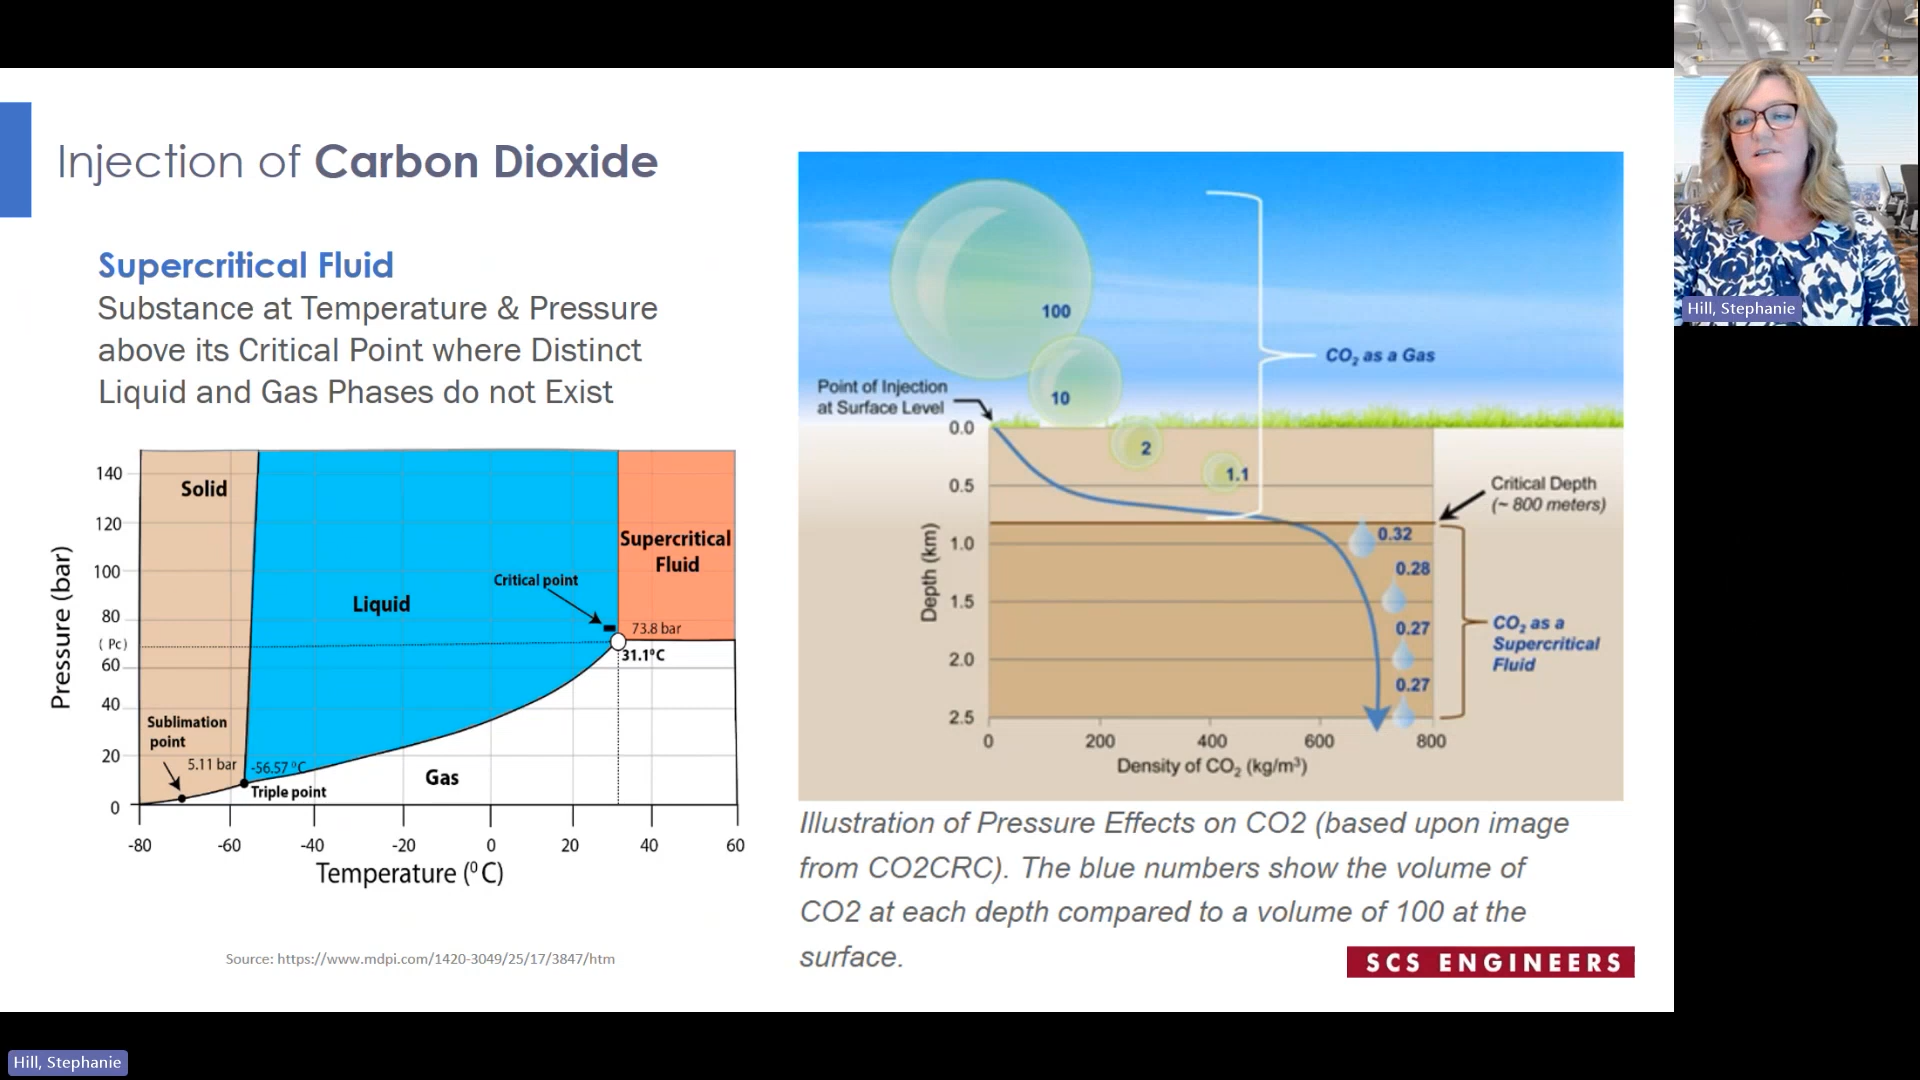 Injection of Carbon Dioxide
Supercritical Fluid
Substance at Temperature & Pressure
above its Critical Point where Distinct
Liquid and Gas Phases do not Exist
Pressure (bar)
140
120
100
80
( Pc)
60
40
20
0
Solid
Liquid
Supercritical
Fluid
Critical point
73.8 bar
31.1°C
Sublimation
point
5.11 bar
-56.57 °C
Triple point
Gas
-80
-60
-40
-20
0
20
40
60
Temperature (⁰ C)
Source: https://www.mdpi.com/1420-3049/25/17/3847/htm
100
10
2
1.1
CO₂ as a Gas
Point of Injection
at Surface Level
0.0
0.5
1.0
1.5
2.0
2.5
Depth (km)
Critical Depth
(~ 800 meters)
0.32
0.28
0.27
0.27
CO₂ as a
Supercritical
Fluid
0
200
400
600
800
Density of CO₂ (kg/m³)
Illustration of Pressure Effects on CO2 (based upon image
from CO2CRC). The blue numbers show the volume of
CO2 at each depth compared to a volume of 100 at the
surface.
SCS ENGINEERS
Hill, Stephanie
Hill, Stephanie